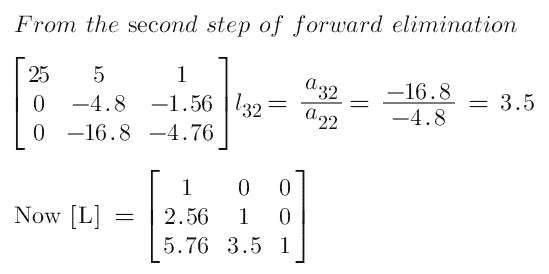 From the second step of forward elimination
25 5 1
0 −4.8 −1.56 l32 = a32 / a22 = −16.8 / −4.8 = 3.5
0 −16.8 −4.76
1 0 0
Now [L] = 2.56 1 0
5.76 3.5 1